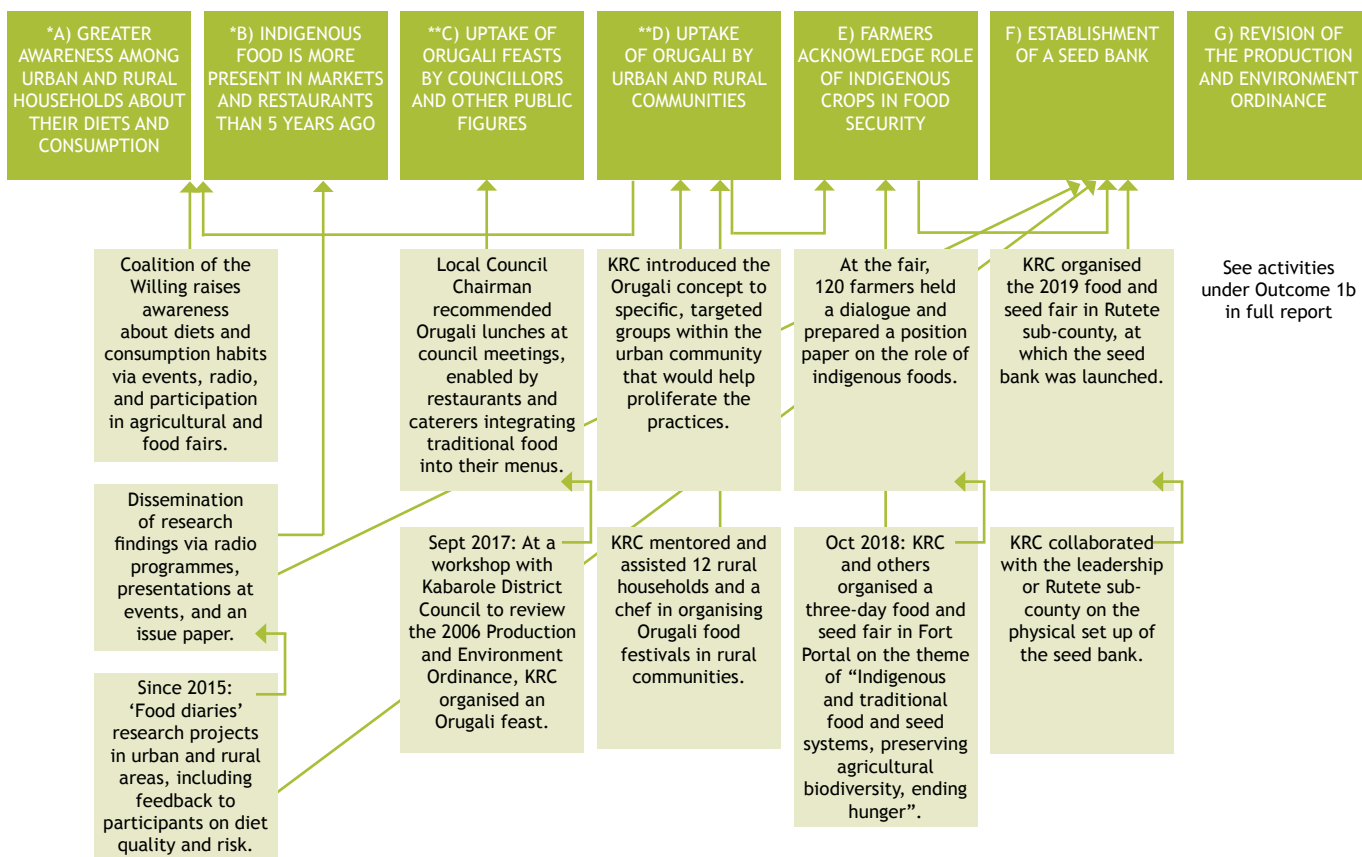 *A) GREATER
AWARENESS AMONG
URBAN AND RURAL
HOUSEHOLDS ABOUT
THEIR DIETS AND
CONSUMPTION
*B) INDIGENOUS
FOOD IS MORE
PRESENT IN MARKETS
AND RESTAURANTS
THAN 5 YEARS AGO
**C) UPTAKE OF
ORUGALI FEASTS
BY COUNCILLORS
AND OTHER PUBLIC
FIGURES
**D) UPTAKE
OF ORUGALI BY
URBAN AND RURAL
COMMUNITIES
E) FARMERS
ACKNOWLEDGE ROLE
OF INDIGENOUS
CROPS IN FOOD
SECURITY
F) ESTABLISHMENT
OF A SEED BANK
G) REVISION OF
THE PRODUCTION
AND ENVIRONMENT
ORDINANCE
Coalition of the
Willing raises
awareness
about diets and
consumption habits
via events, radio,
and participation
in agricultural and
food fairs.
Local Council
Chairman
recommended
Orugali lunches at
council meetings,
enabled by
restaurants and
caterers integrating
traditional food
into their menus.
KRC introduced the
Orugali concept to
specific, targeted
groups within the
urban community
that would help
proliferate the
practices.
At the fair,
120 farmers held
a dialogue and
prepared a position
paper on the role of
indigenous foods.
KRC organised
the 2019 food and
seed fair in Rutete
sub-county, at
which the seed
bank was launched.
See activities
under Outcome 1b
in full report
Dissemination
of research
findings via radio
programmes,
presentations at
events, and an
issue paper.
Sept 2017: At a
workshop with
Kabarole District
Council to review
the 2006 Production
and Environment
Ordinance, KRC
organised an
Orugali feast.
KRC mentored and
assisted 12 rural
households and a
chef in organising
Orugali food
festivals in rural
communities.
Oct 2018: KRC
and others
organised a
three-day food and
seed fair in Fort
Portal on the theme
of “Indigenous
and traditional
food and seed
systems, preserving
agricultural
biodiversity, ending
hunger”.
KRC collaborated
with the leadership
or Rutete sub-
county on the
physical set up of
the seed bank.
Since 2015:
‘Food diaries’
research projects
in urban and rural
areas, including
feedback to
participants on diet
quality and risk.